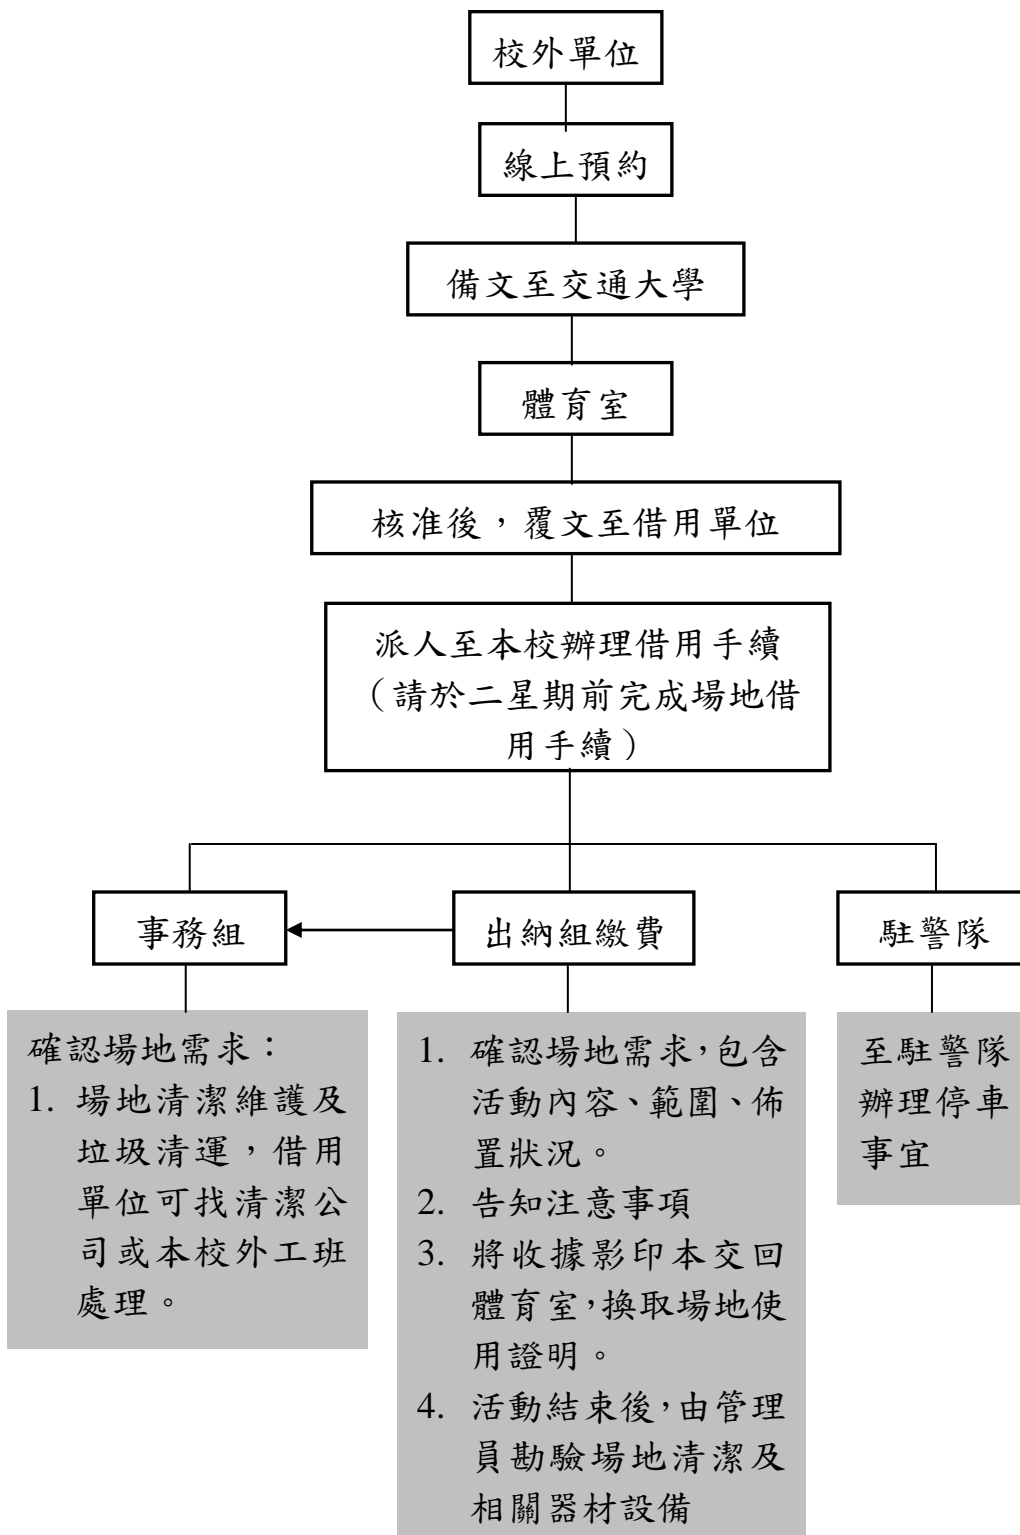 校外單位
線上預約
備文至交通大學
體育室
核准後，覆文至借用單位
派人至本校辦理借用手續
（請於二星期前完成場地借
用手續）
事務組
出納組繳費
駐警隊
確認場地需求：
1. 場地清潔維護及
垃圾清運，借用
單位可找清潔公
司或本校外工班
處理。
1. 確認場地需求，包含
活動內容、範圍、佈
置狀況。
2. 告知注意事項
3. 將收據影印本交回
體育室，換取場地使
用證明。
4. 活動結束後，由管理
員勘驗場地清潔及
相關器材設備
至駐警隊
辦理停車
事宜